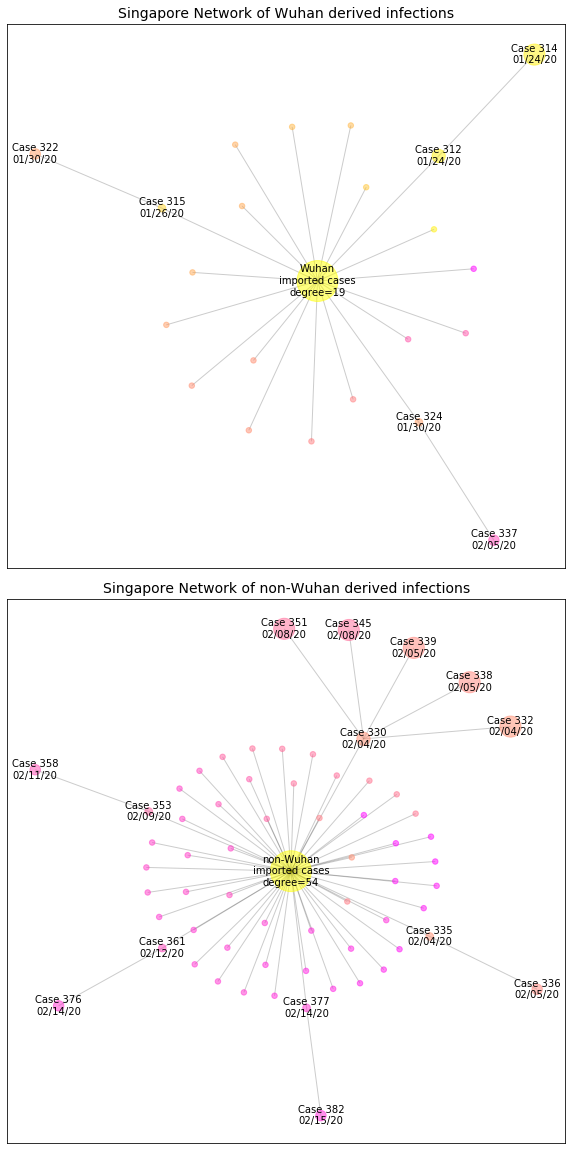 Singapore Network of Wuhan derived infections
Case 314
01/24/20
Case 312
01/24/20
Case 322
01/30/20
Case 315
01/26/20
Wuhan
imported cases
degree=19
Case 324
01/30/20
Case 337
02/05/20
Singapore Network of non-Wuhan derived infections
Case 351
02/08/20
Case 345
02/08/20
Case 339
02/05/20
Case 338
02/05/20
Case 332
02/04/20
Case 330
02/04/20
Case 358
02/11/20
Case 353
02/09/20
non-Wuhan
imported cases
degree=54
Case 335
02/04/20
Case 361
02/12/20
Case 336
02/05/20
Case 376
02/14/20
Case 377
02/14/20
Case 382
02/15/20